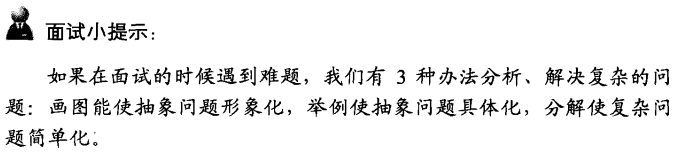 面试小提示：
如果在面试的时候遇到难题，我们有 3 种办法分析、解决复杂的问
题：画图能使抽象问题形象化，举例使抽象问题具体化，分解使复杂问
题简单化。